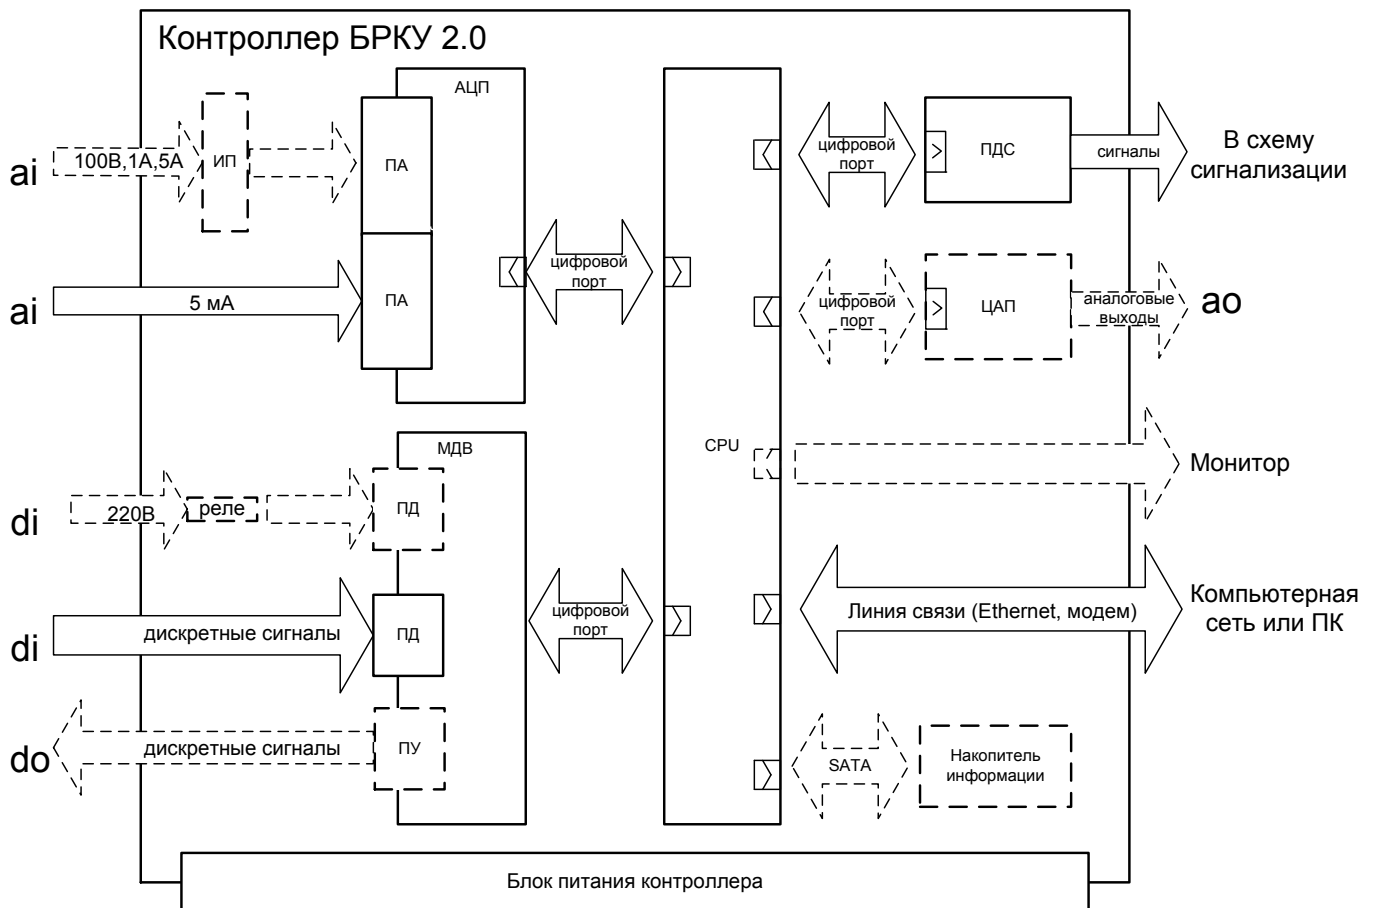 Контроллер БРКУ 2.0
АЦП
ai
100В,1А,5А
ИП
ПА
ai
5 мА
ПА
цифровой
порт
МДВ
di
220В
реле
ПД
di
дискретные сигналы
ПД
цифровой
порт
do
дискретные сигналы
ПУ
CPU
цифровой
порт
ПДС
сигналы
В схему
сигнализации
цифровой
порт
ЦАП
аналоговые
выходы
ao
Монитор
Линия связи (Ethernet, модем)
Компьютерная
сеть или ПК
SATA
Накопитель
информации
Блок питания контроллера